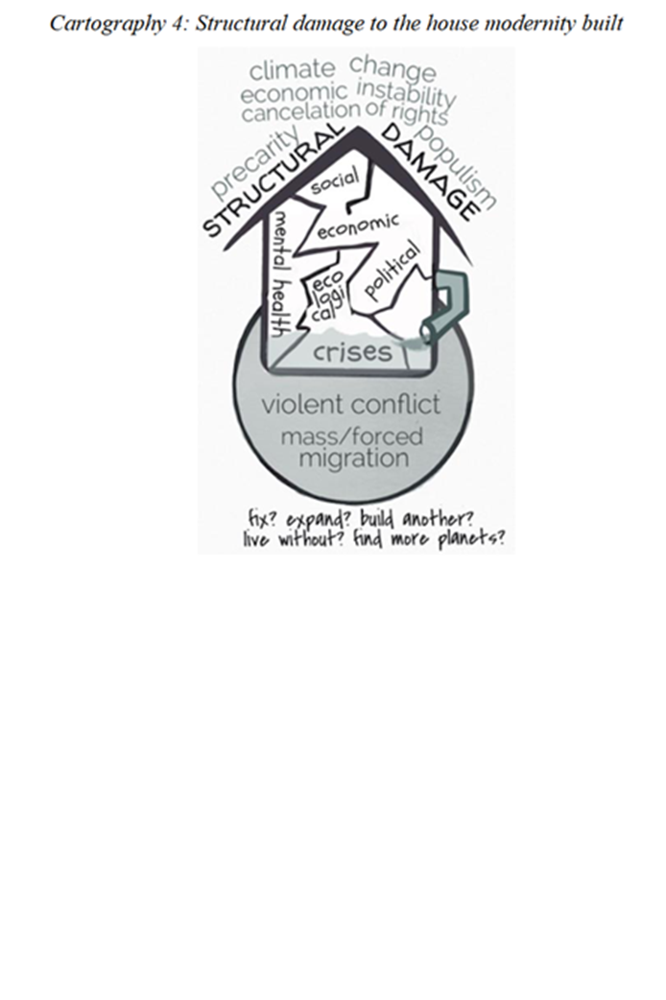 Cartography 4: Structural damage to the house modernity built
climate change
economic instability
cancelation of rights
precarity
populism
STRUCTURAL
DAMAGE
social
economic
mental health
political
eco
logi
cal
crises
violent conflict
mass/forced
migration
fix? expand? build another?
live without? find more planets?